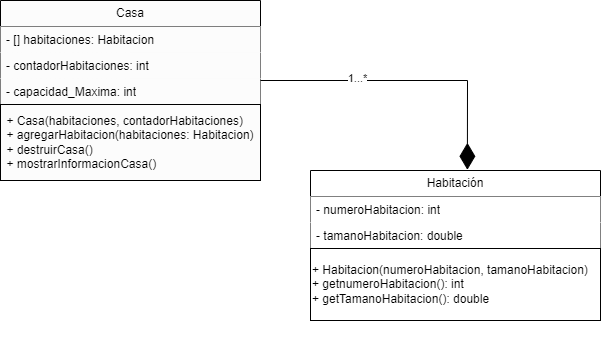 Casa
- [] habitaciones: Habitacion
- contadorHabitaciones: int
- capacidad_Maxima: int
+ Casa(habitaciones, contadorHabitaciones)
+ agregarHabitacion(habitaciones: Habitacion)
+ destruirCasa()
+ mostrarInformacionCasa()
1...*
Habitación
- numeroHabitacion: int
- tamanoHabitacion: double
+ Habitacion(numeroHabitacion, tamanoHabitacion)
+ getnumeroHabitacion(): int
+ getTamanoHabitacion(): double